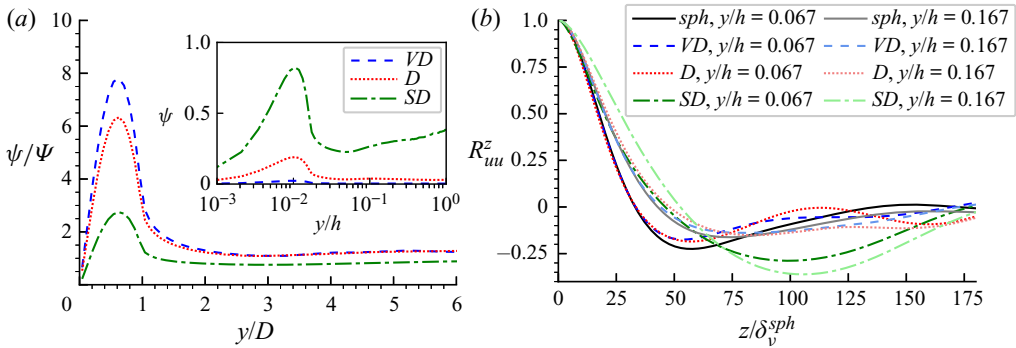 (a)
10
8
6
4
2
0
ψ/Ψ
0 1 2 3 4 5 6
y/D
1.0
0.5
0
ψ
10⁻³ 10⁻² 10⁻¹ 10⁰
y/h
VD
D
SD
(b)
1.0
0.75
0.50
0.25
0
−0.25
R^z_uu
0 25 50 75 100 125 150 175
z/δ_ν^sph
sph, y/h = 0.067
VD, y/h = 0.067
D, y/h = 0.067
SD, y/h = 0.067
sph, y/h = 0.167
VD, y/h = 0.167
D, y/h = 0.167
SD, y/h = 0.167